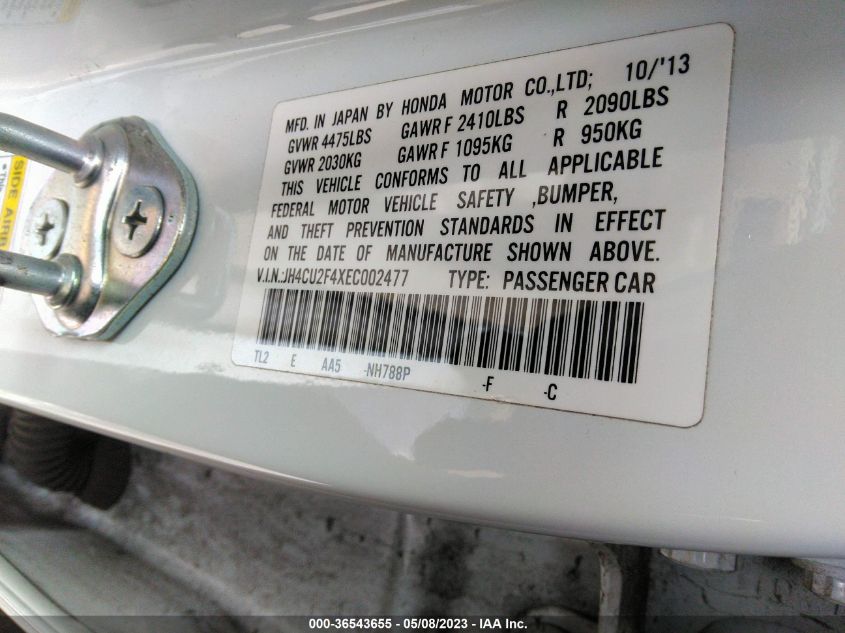 MFD. IN JAPAN BY HONDA MOTOR CO.,LTD; 10/'13
GVWR 4475LBS GAWR F 2410LBS R 2090LBS
GVWR 2030KG GAWR F 1095KG R 950KG
THIS VEHICLE CONFORMS TO ALL APPLICABLE
FEDERAL MOTOR VEHICLE SAFETY ,BUMPER,
AND THEFT PREVENTION STANDARDS IN EFFECT
ON THE DATE OF MANUFACTURE SHOWN ABOVE.
V.I.N.:JH4CU2F4XEC002477 TYPE: PASSENGER CAR
TL2 E AA5 -NH788P -F -C
SIDE AIRB
000-36543655 - 05/08/2023 - IAA Inc.